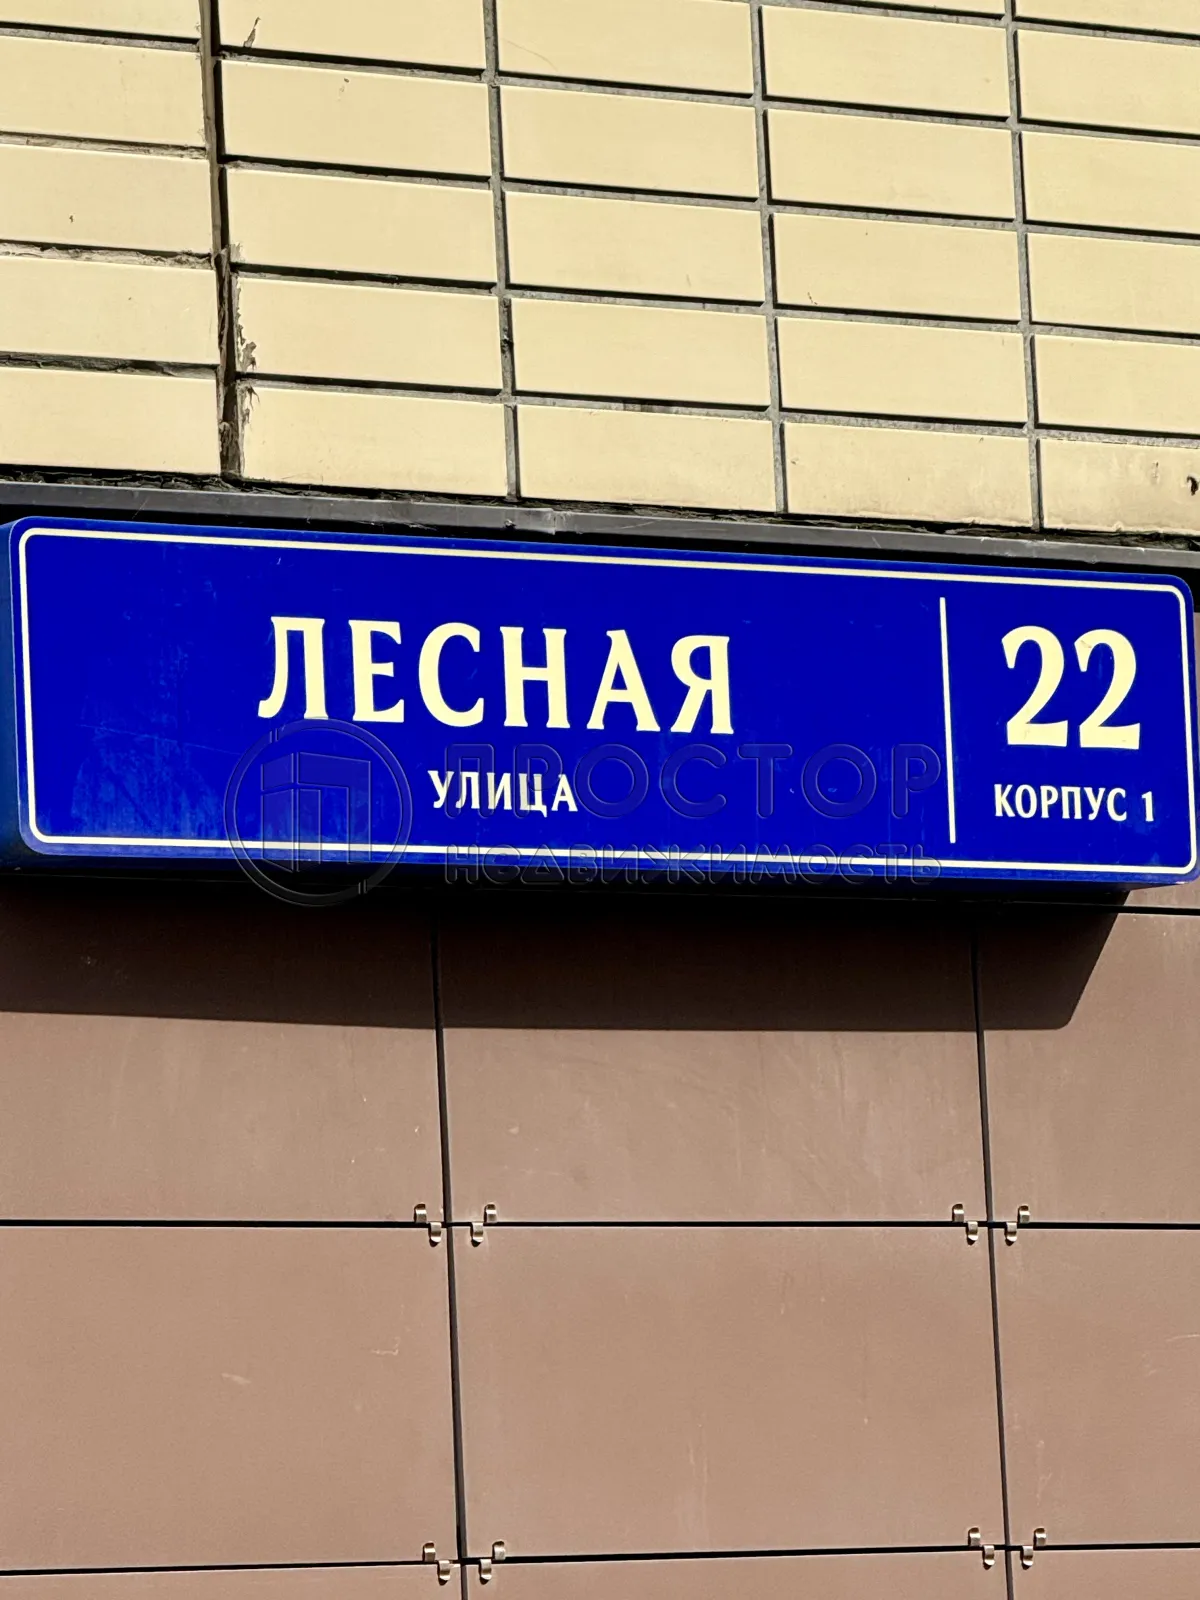 ЛЕСНАЯ
УЛИЦА
22
КОРПУС 1
ПРОСТОР
НЕДВИЖИМОСТЬ